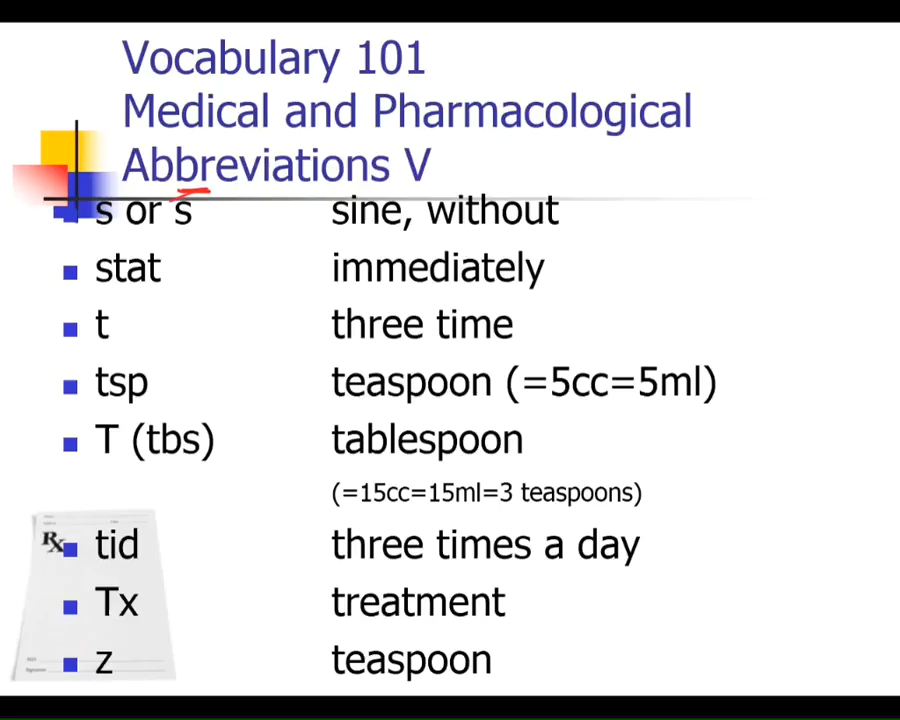 Vocabulary 101
Medical and Pharmacological
Abbreviations V
s or s̄ sine, without
stat immediately
t three time
tsp teaspoon (=5cc=5ml)
T (tbs) tablespoon
(=15cc=15ml=3 teaspoons)
Rx
tid three times a day
Tx treatment
z teaspoon